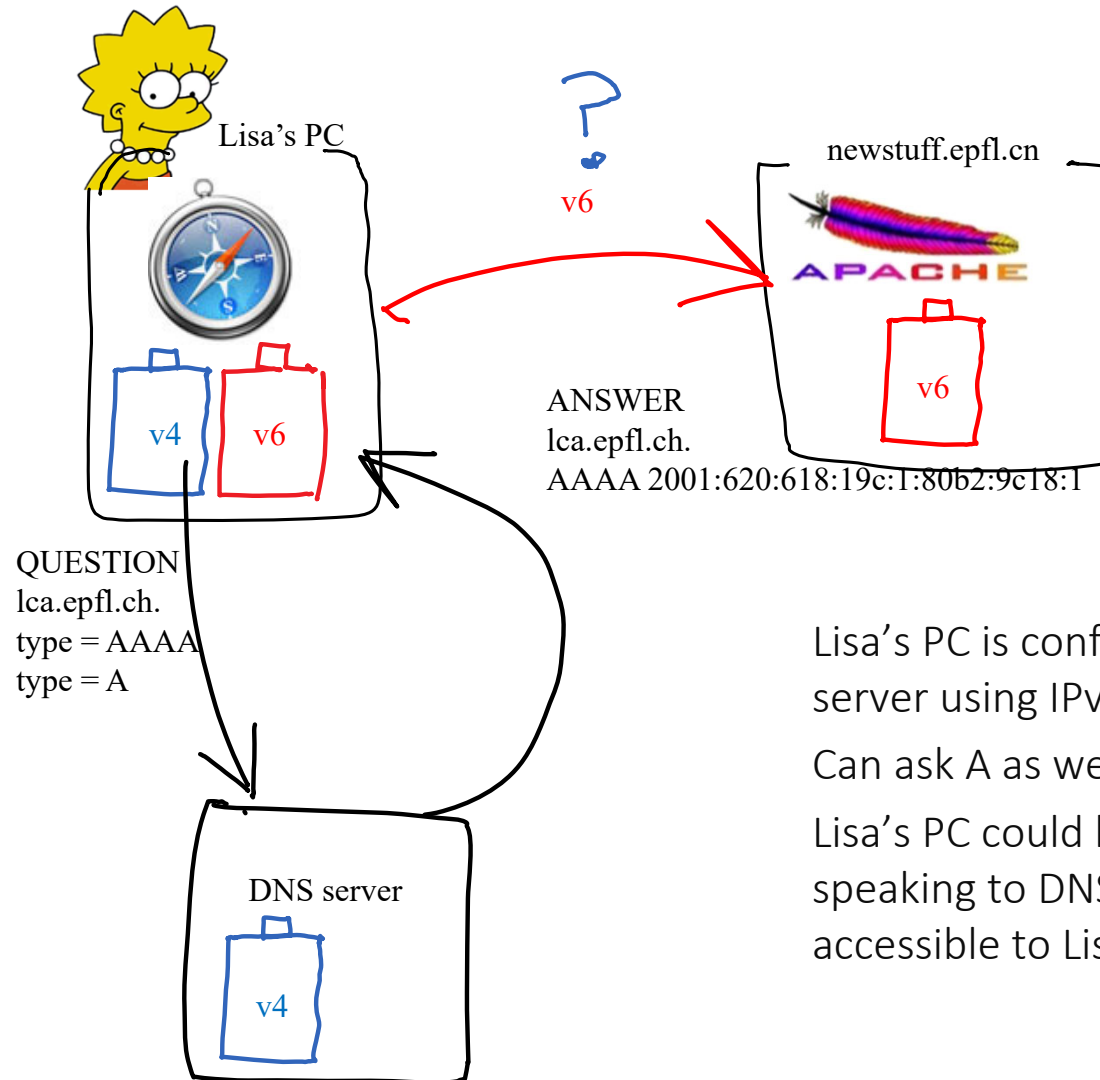 Lisa's PC
?
v6
newstuff.epfl.cn
N
E
S
W
APACHE
v4
v6
v6
ANSWER
lca.epfl.ch.
AAAA 2001:620:618:19c:1:80b2:9c18:1
QUESTION
lca.epfl.ch.
type = AAAA
type = A
Lisa's PC is conf
server using IPv
Can ask A as we
Lisa's PC could
speaking to DNS
accessible to Lis
DNS server
v4